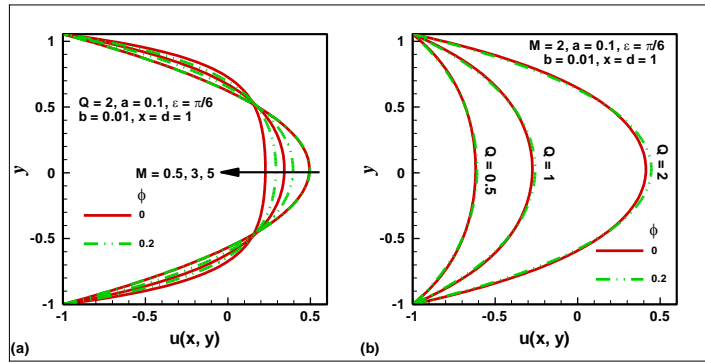 y
1
0.5
0
-0.5
-1
Q = 2, a = 0.1, ε = π/6
b = 0.01, x = d = 1
M = 0.5, 3, 5
ϕ
0
0.2
-1 -0.5 0 0.5
u(x, y)
(a)
y
1
0.5
0
-0.5
-1
M = 2, a = 0.1, ε = π/6
b = 0.01, x = d = 1
Q = 0.5
Q = 1
Q = 2
ϕ
0
0.2
-1 -0.5 0 0.5
u(x, y)
(b)